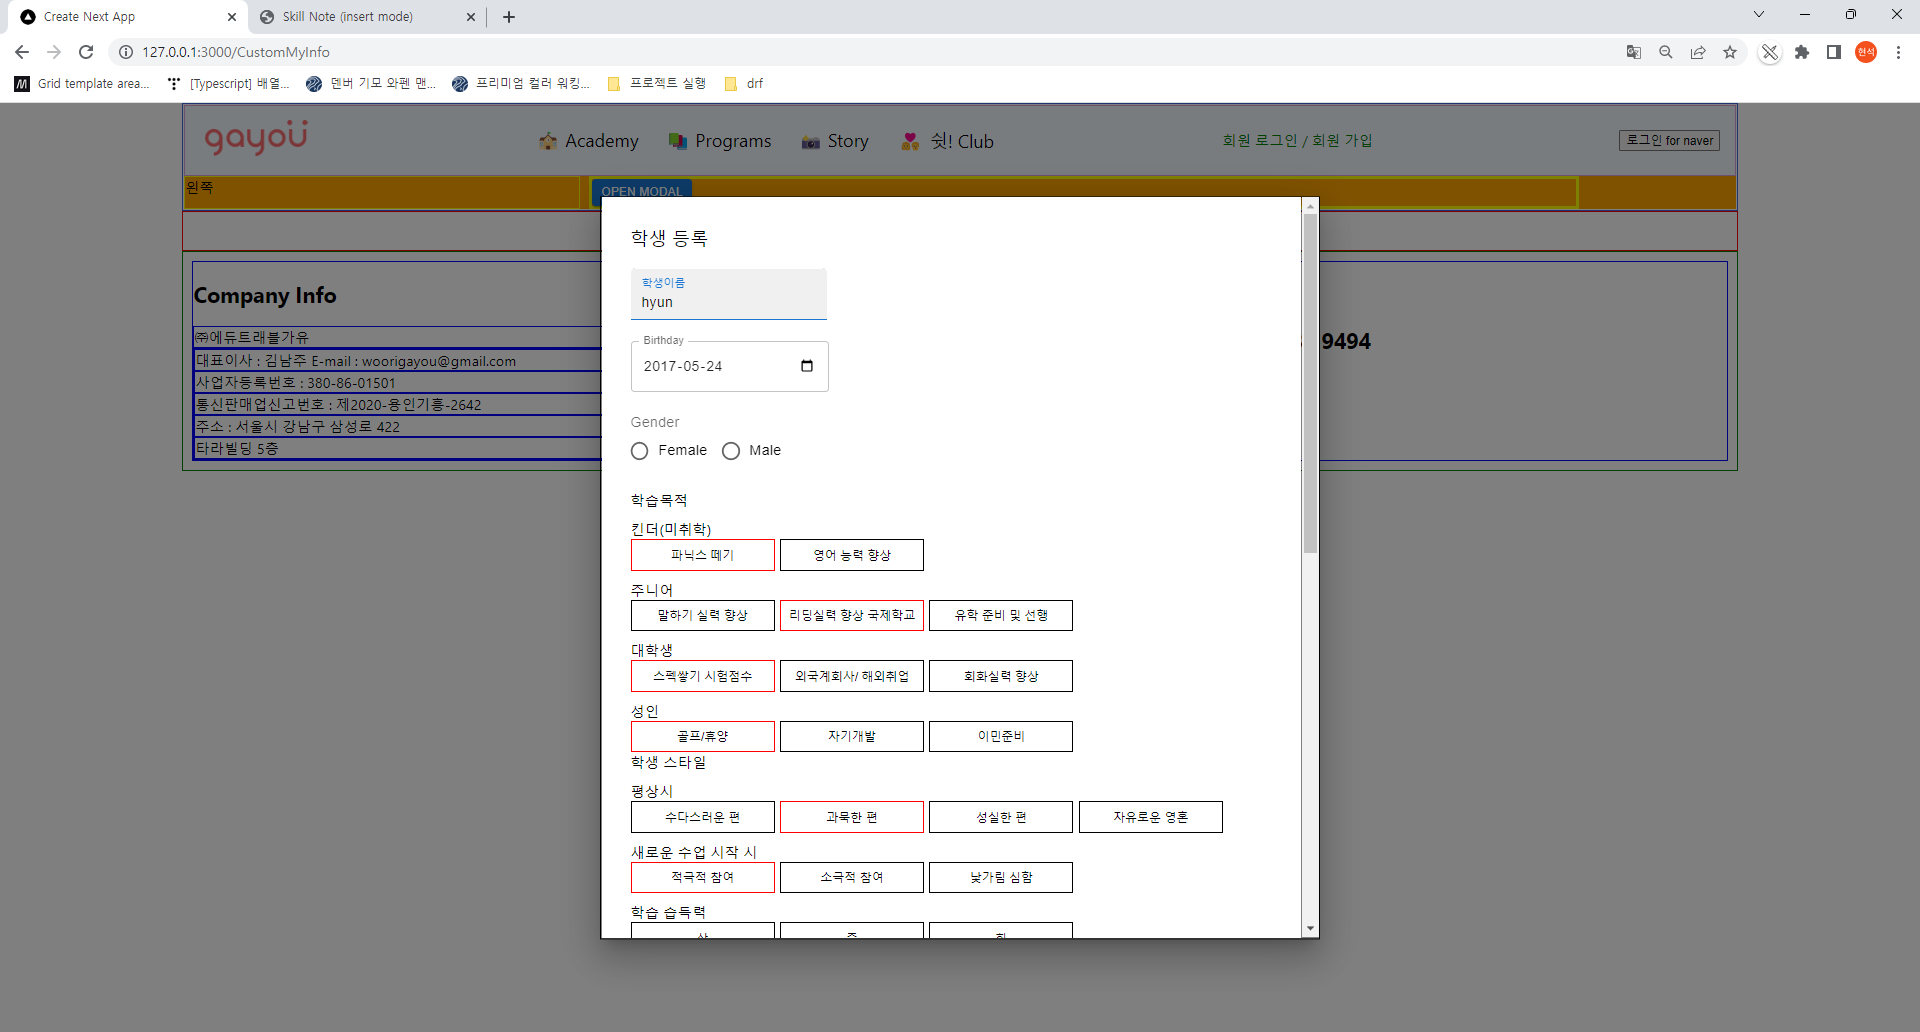 Create Next App
Skill Note (insert mode)
127.0.0.1:3000/CustomMyInfo
현석
Grid template area...
[Typescript] 배열...
덴버 기모 와펜 맨...
프리미엄 컬러 워킹...
프로젝트 실행
drf
gayou
Academy
Programs
Story
쉿! Club
회원 로그인 / 회원 가입
로그인 for naver
왼쪽
OPEN MODAL
Company Info
㈜에듀트래블가유
대표이사 : 김남주 E-mail : woorigayou@gmail.com
사업자등록번호 : 380-86-01501
통신판매업신고번호 : 제2020-용인기흥-2642
주소 : 서울시 강남구 삼성로 422
타라빌딩 5층
9494
학생 등록
학생이름
hyun
Birthday
2017-05-24
Gender
Female Male
학습목적
킨더(미취학)
파닉스 떼기 영어 능력 향상
주니어
말하기 실력 향상 리딩실력 향상 국제학교 유학 준비 및 선행
대학생
스펙쌓기 시험점수 외국계회사/ 해외취업 회화실력 향상
성인
골프/휴양 자기개발 이민준비
학생 스타일
평상시
수다스러운 편 과묵한 편 성실한 편 자유로운 영혼
새로운 수업 시작 시
적극적 참여 소극적 참여 낯가림 심함
학습 습득력
상 중 하